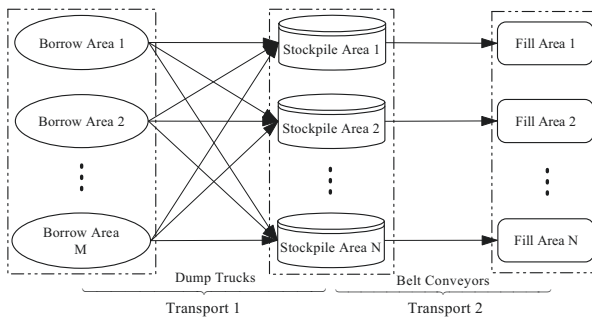 Borrow Area 1
Stockpile Area 1
Fill Area 1
Borrow Area 2
Stockpile Area 2
Fill Area 2
Borrow Area
M
Stockpile Area N
Fill Area N
Dump Trucks
Belt Conveyors
Transport 1
Transport 2